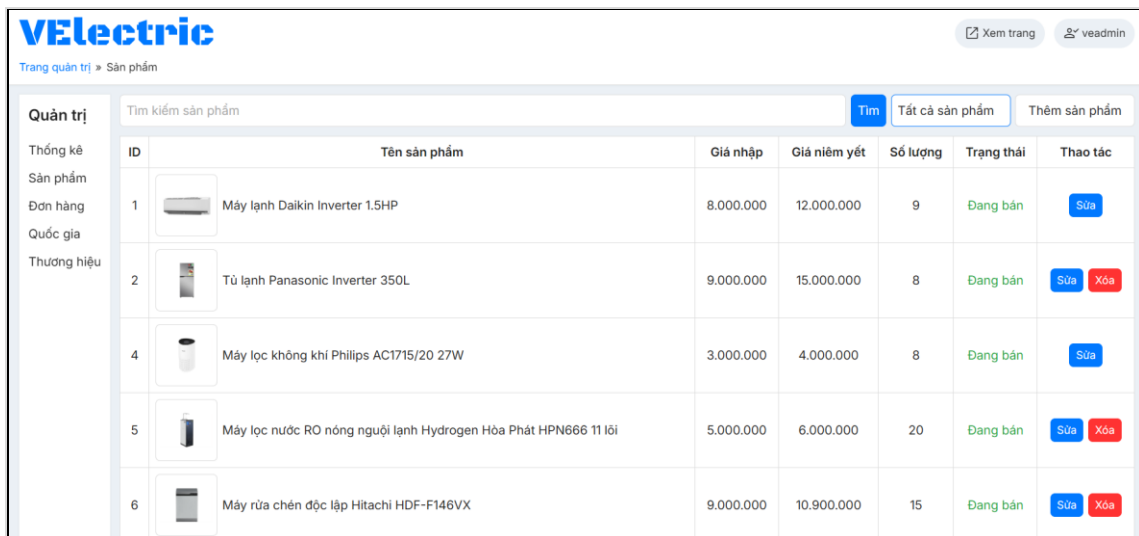 VElectric
Xem trang
veadmin
Trang quản trị » Sản phẩm
Quản trị
Tìm kiếm sản phẩm
Tìm
Tất cả sản phẩm
Thêm sản phẩm
Thống kê
Sản phẩm
Đơn hàng
Quốc gia
Thương hiệu
ID Tên sản phẩm Giá nhập Giá niêm yết Số lượng Trạng thái Thao tác
1 Máy lạnh Daikin Inverter 1.5HP 8.000.000 12.000.000 9 Đang bán Sửa
2 Tủ lạnh Panasonic Inverter 350L 9.000.000 15.000.000 8 Đang bán Sửa Xóa
4 Máy lọc không khí Philips AC1715/20 27W 3.000.000 4.000.000 8 Đang bán Sửa
5 Máy lọc nước RO nóng nguội lạnh Hydrogen Hòa Phát HPN666 11 lõi 5.000.000 6.000.000 20 Đang bán Sửa Xóa
6 Máy rửa chén độc lập Hitachi HDF-F146VX 9.000.000 10.900.000 15 Đang bán Sửa Xóa